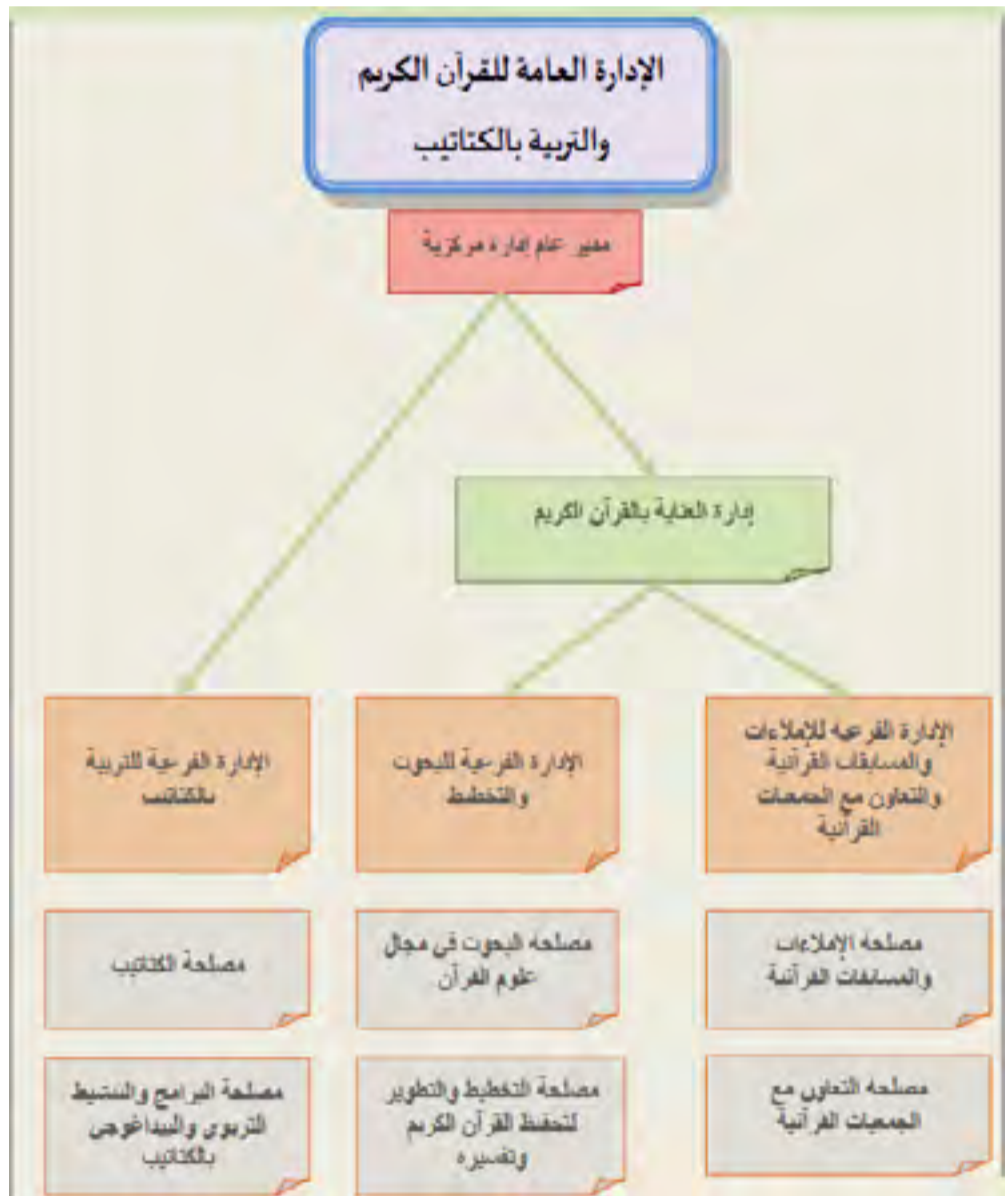 الإدارة العامة للقرآن الكريم
والتربية بالكتاتيب
مدير عام إدارة مركزية
إدارة العناية بالقرآن الكريم
الإدارة الفرعية للإملاءات
والمسابقات القرآنية
والتعاون مع الجمعيات
القرآنية
الإدارة الفرعية للبحوث
والتخطيط
الإدارة الفرعية للتربية
بالكتاتيب
مصلحة الإملاءات
والمسابقات القرآنية
مصلحة البحوث في مجال
علوم القرآن
مصلحة الكتاتيب
مصلحة التعاون مع
الجمعيات القرآنية
مصلحة التخطيط والتطوير
لتحفيظ القرآن الكريم
وتفسيره
مصلحة البرامج والتنشيط
التربوي والبيداغوجي
بالكتاتيب